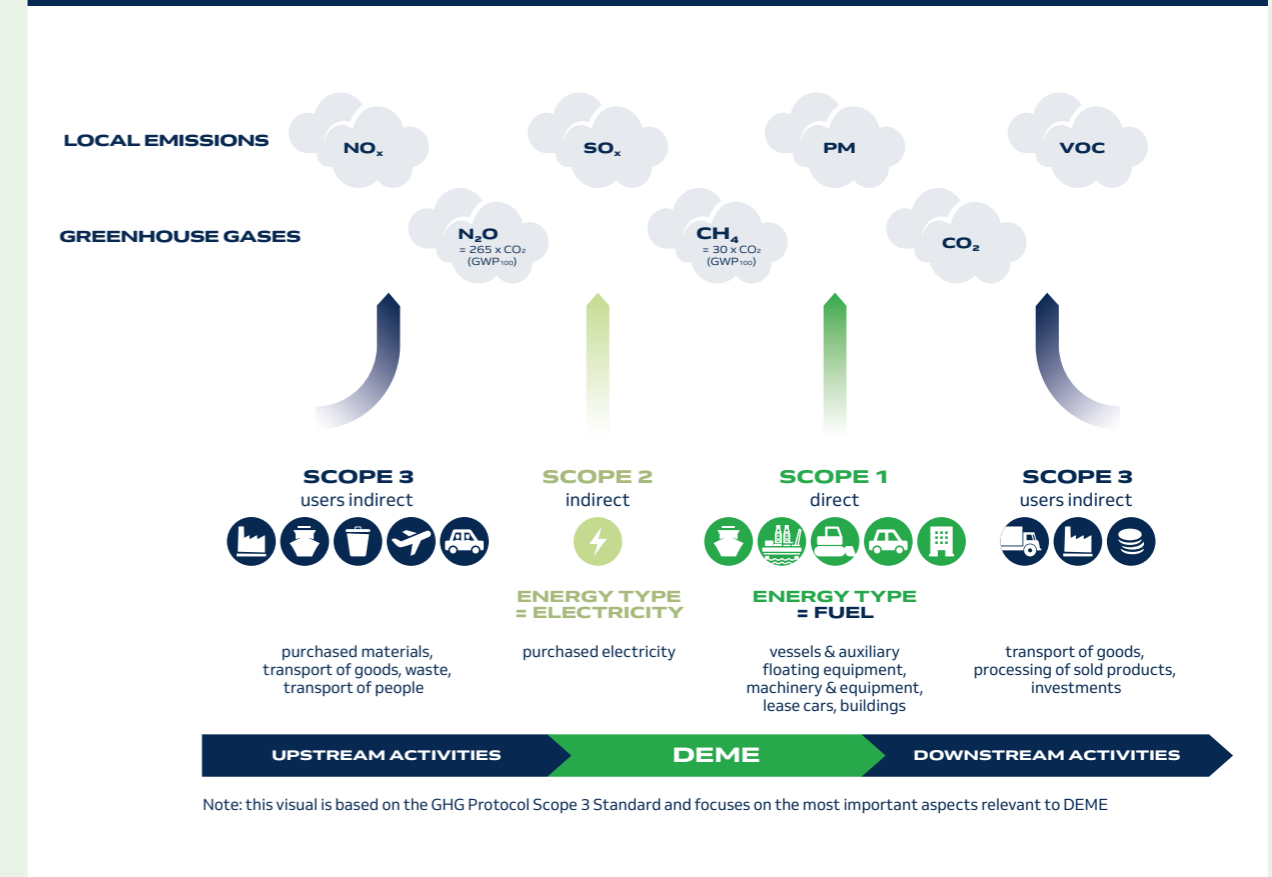 LOCAL EMISSIONS
NOₓ
SOₓ
PM
VOC
GREENHOUSE GASES
N₂O
= 265 x CO₂
(GWP₁₀₀)
CH₄
= 30 x CO₂
(GWP₁₀₀)
CO₂
SCOPE 3
users indirect
purchased materials,
transport of goods, waste,
transport of people
SCOPE 2
indirect
ENERGY TYPE
= ELECTRICITY
purchased electricity
SCOPE 1
direct
ENERGY TYPE
= FUEL
vessels & auxiliary
floating equipment,
machinery & equipment,
lease cars, buildings
SCOPE 3
users indirect
transport of goods,
processing of sold products,
investments
UPSTREAM ACTIVITIES
DEME
DOWNSTREAM ACTIVITIES
Note: this visual is based on the GHG Protocol Scope 3 Standard and focuses on the most important aspects relevant to DEME